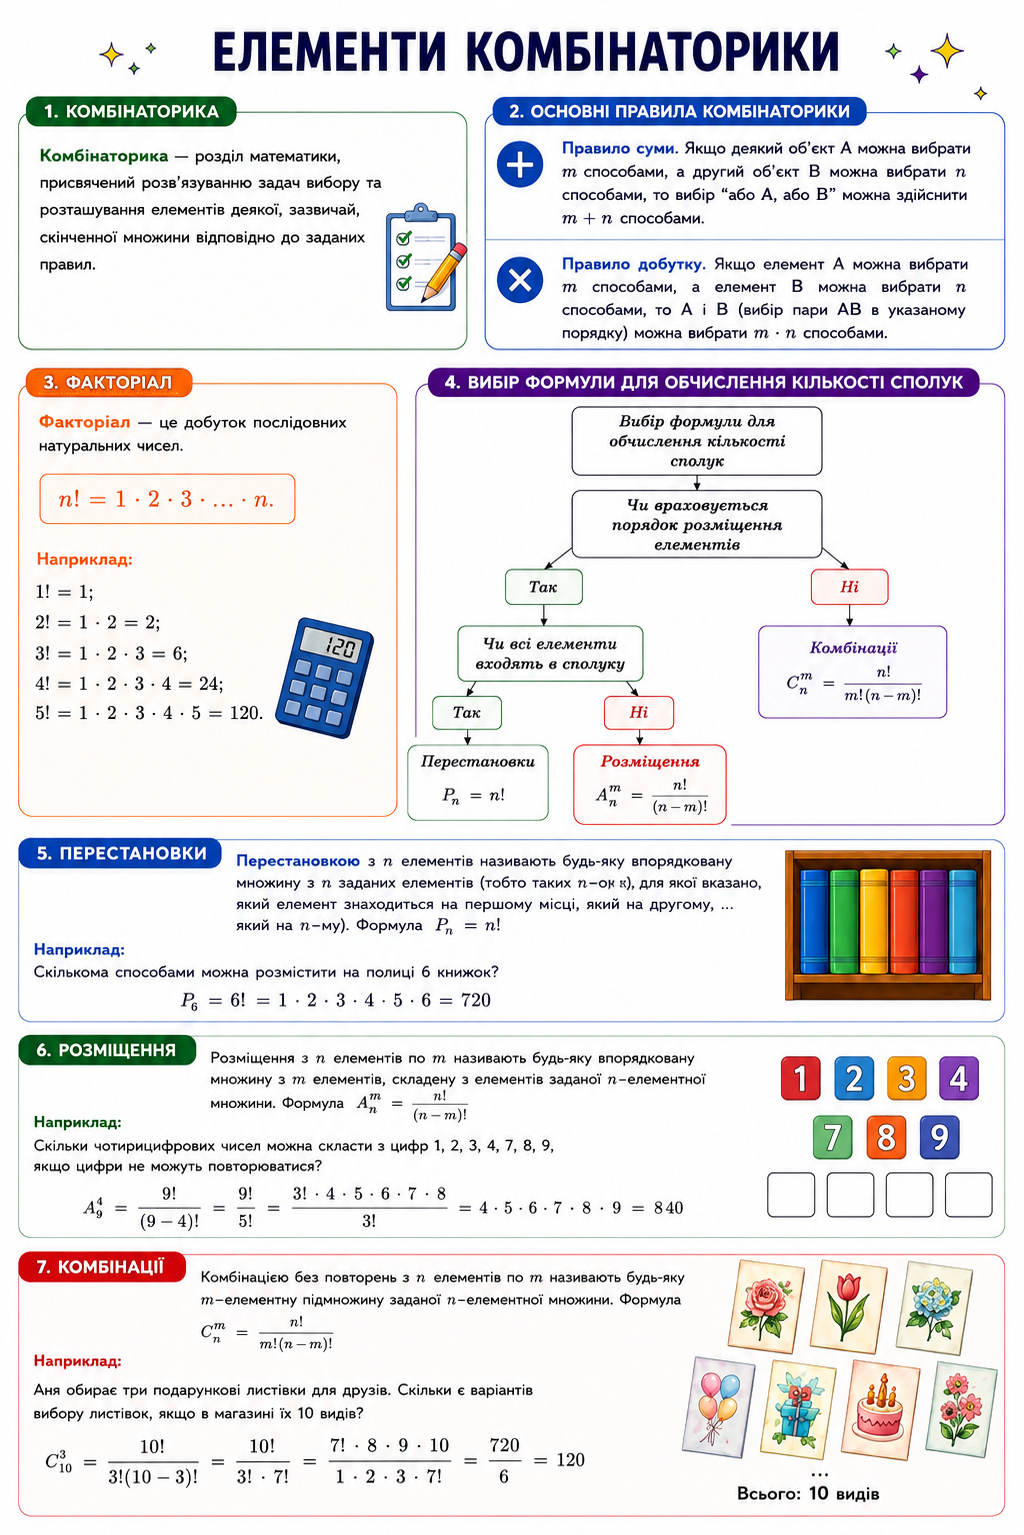 ЕЛЕМЕНТИ КОМБІНАТОРИКИ
1. КОМБІНАТОРИКА
Комбінаторика — розділ математики,
присвячений розв'язуванню задач вибору та
розташування елементів деякої, зазвичай,
скінченної множини відповідно до заданих
правил.
2. ОСНОВНІ ПРАВИЛА КОМБІНАТОРИКИ
Правило суми. Якщо деякий об'єкт A можна вибрати
m способами, а другий об'єкт B можна вибрати n
способами, то вибір "або A, або B" можна здійснити
m + n способами.
Правило добутку. Якщо елемент A можна вибрати
m способами, а елемент B можна вибрати n
способами, то A і B (вибір пари AB в указаному
порядку) можна вибрати m · n способами.
3. ФАКТОРІАЛ
Факторіал — це добуток послідовних
натуральних чисел.
n! = 1 · 2 · 3 · … · n.
Наприклад:
1! = 1;
2! = 1 · 2 = 2;
3! = 1 · 2 · 3 = 6;
4! = 1 · 2 · 3 · 4 = 24;
5! = 1 · 2 · 3 · 4 · 5 = 120.
120
4. ВИБІР ФОРМУЛИ ДЛЯ ОБЧИСЛЕННЯ КІЛЬКОСТІ СПОЛУК
Вибір формули для
обчислення кількості
сполук
Чи враховується
порядок розміщення
елементів
Так
Ні
Чи всі елементи
входять в сполуку
Комбінації
C_n^m = n! / (m!(n−m)!)
Так
Ні
Перестановки
P_n = n!
Розміщення
A_n^m = n! / (n−m)!
5. ПЕРЕСТАНОВКИ
Перестановкою з n елементів називають будь-яку впорядковану
множину з n заданих елементів (тобто таких n–), для якої вказано,
який елемент знаходиться на першому місці, який на другому, ...
який на n–му). Формула P_n = n!
Наприклад:
Скількома способами можна розмістити на полиці 6 книжок?
P_6 = 6! = 1 · 2 · 3 · 4 · 5 · 6 = 720
6. РОЗМІЩЕННЯ
Розміщення з n елементів по m називають будь-яку впорядковану
множину з m елементів, складену з елементів заданої n–елементної
множини. Формула A_n^m = n! / (n−m)!
Наприклад:
Скільки чотирицифрових чисел можна скласти з цифр 1, 2, 3, 4, 7, 8, 9,
якщо цифри не можуть повторюватися?
A_9^4 = 9! / (9 − 4)! = 9! / 5! = 3! · 4 · 5 · 6 · 7 · 8 / 3! = 4 · 5 · 6 · 7 · 8 · 9 = 840
1 2 3 4
7 8 9
7. КОМБІНАЦІЇ
Комбінацією без повторень з n елементів по m називають будь-яку
m–елементну підмножину заданої n–елементної множини. Формула
C_n^m = n! / (m!(n−m)!)
Наприклад:
Аня обирає три подарункові листівки для друзів. Скільки є варіантів
вибору листівок, якщо в магазині їх 10 видів?
C_10^3 = 10! / (3!(10 − 3)!) = 10! / (3! · 7!) = 7! · 8 · 9 · 10 / (1 · 2 · 3 · 7!) = 720 / 6 = 120
...
Всього: 10 видів